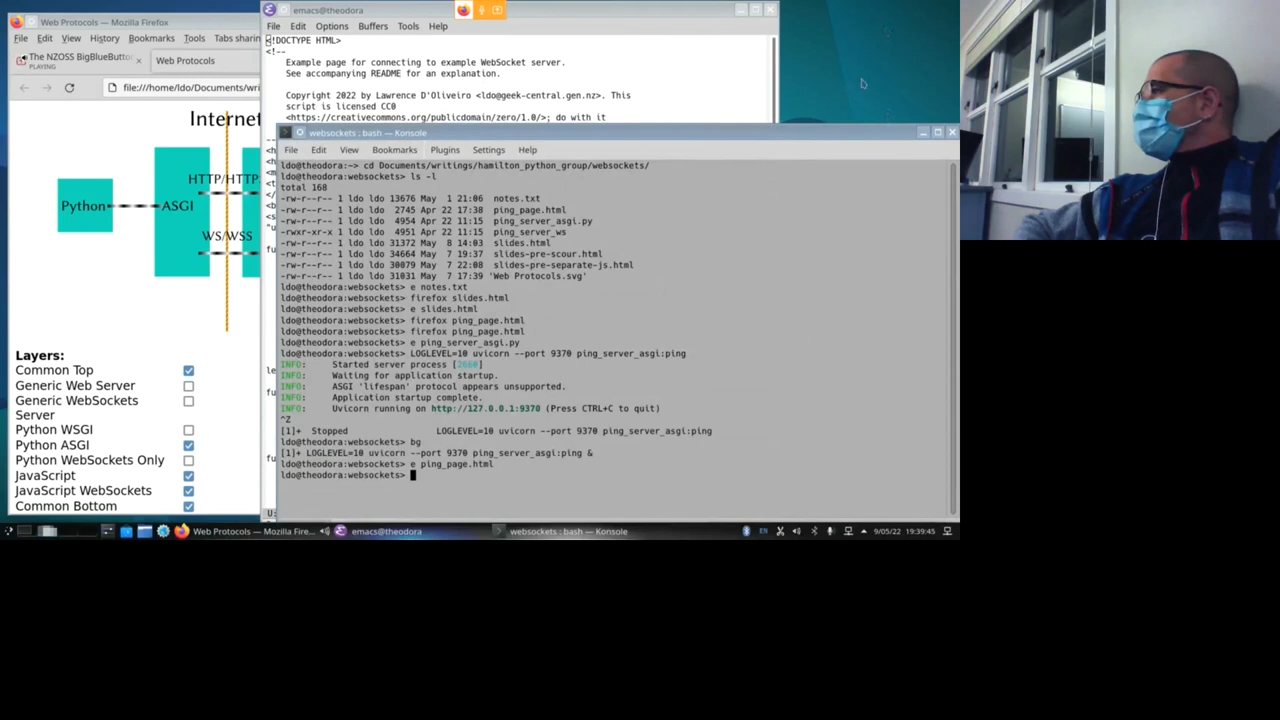 Web Protocols — Mozilla Firefox
File Edit View History Bookmarks Tools Tabs sharin
The NZOSS BigBlueButto
PLAYING
Web Protocols
file:///home/ldo/Documents/wri
Internet
HTTP/HTTP
Python
ASGI
WS/WSS
Layers:
Common Top
Generic Web Server
Generic WebSockets
Server
Python WSGI
Python ASGI
Python WebSockets Only
JavaScript
JavaScript WebSockets
Common Bottom
emacs@theodora
File Edit Options Buffers Tools Help
<!DOCTYPE HTML>
<!--
Example page for connecting to example WebSocket server.
See accompanying README for an explanation.
Copyright 2022 by Lawrence D'Oliveiro <ldo@geek-central.gen.nz>. This
script is licensed CC0
<https://creativecommons.org/publicdomain/zero/1.0/>; do with it
websockets : bash — Konsole
File Edit View Bookmarks Plugins Settings Help
ldo@theodora:~> cd Documents/writings/hamilton_python_group/websockets/
ldo@theodora:websockets> ls -l
total 168
-rw-r--r-- 1 ldo ldo 13676 May  1 21:06  notes.txt
-rw-r--r-- 1 ldo ldo  2745 Apr 22 17:38  ping_page.html
-rw-r--r-- 1 ldo ldo  4954 Apr 22 11:15  ping_server_asgi.py
-rwxr-xr-x 1 ldo ldo  4951 Apr 22 11:15  ping_server_ws
-rw-r--r-- 1 ldo ldo 31372 May  8 14:03  slides.html
-rw-r--r-- 1 ldo ldo 34664 May  7 19:37  slides-pre-scour.html
-rw-r--r-- 1 ldo ldo 30079 May  7 22:08  slides-pre-separate-js.html
-rw-r--r-- 1 ldo ldo 31031 May  7 17:39 'Web Protocols.svg'
ldo@theodora:websockets> e notes.txt
ldo@theodora:websockets> firefox slides.html
ldo@theodora:websockets> e slides.html
ldo@theodora:websockets> firefox ping_page.html
ldo@theodora:websockets> firefox ping_page.html
ldo@theodora:websockets> e ping_server_asgi.py
ldo@theodora:websockets> LOGLEVEL=10 uvicorn --port 9370 ping_server_asgi:ping
INFO:     Started server process [2660]
INFO:     Waiting for application startup.
INFO:     ASGI 'lifespan' protocol appears unsupported.
INFO:     Application startup complete.
INFO:     Uvicorn running on http://127.0.0.1:9370 (Press CTRL+C to quit)
^Z
[1]+  Stopped                 LOGLEVEL=10 uvicorn --port 9370 ping_server_asgi:ping
ldo@theodora:websockets> bg
[1]+ LOGLEVEL=10 uvicorn --port 9370 ping_server_asgi:ping &
ldo@theodora:websockets> e ping_page.html
ldo@theodora:websockets>
Web Protocols — Mozilla Fire...
emacs@theodora
websockets : bash — Konsole
EN
9/05/22 19:39:45